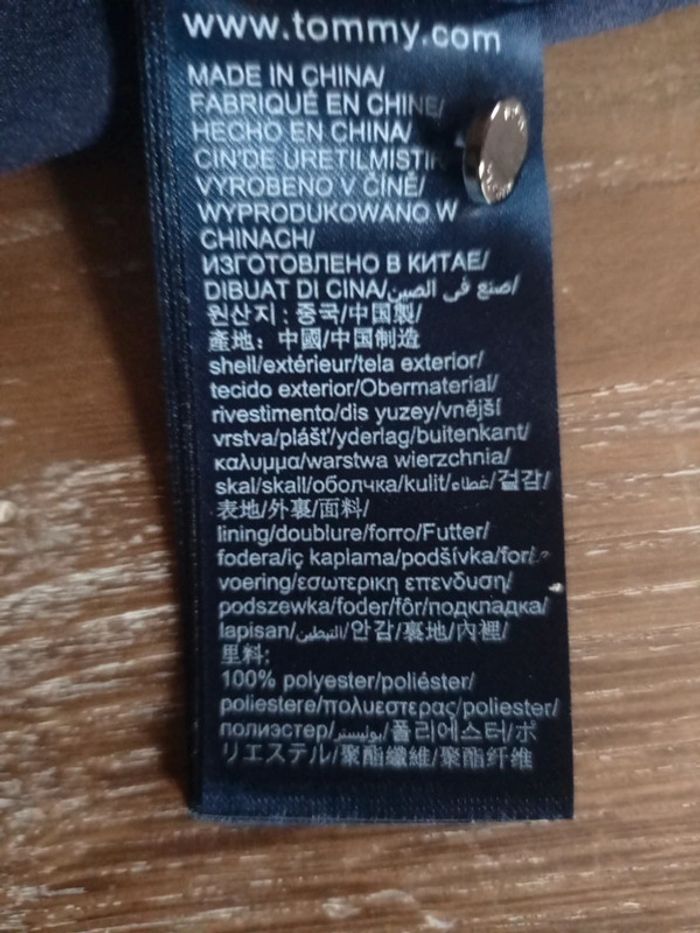 www.tommy.com
MADE IN CHINA/
FABRIQUÉ EN CHINE/
HECHO EN CHINA/
CIN'DE
VYROBENO V ČÍNĚ/
WYPRODUKOWANO W
CHINACH/
ИЗГОТОВЛЕНО В КИТАЕ/
DIBUAT DI CINA/صنع في الصين/
원산지 : 중국/中国製/
產地: 中國/中国制造
shell/extérieur/tela exterior/
tecido exterior/Obermaterial/
rivestimento/dis yuzey/vnější
vrstva/plášt'/yderlag/buitenkant/
καλυμμα/warstwa wierzchnia/
skal/skall/оболчка/kulit/غطاء/겉감/
表地/外裏/面料/
lining/doublure/forro/Futter/
fodera/iç kaplama/podšívka/
voering/εσωτερικη επενδυση/
podszewka/foder/fôr/подкладка/
lapisan/التبطين/안감/裏地/內裡/
里料:
100% polyester/poliéster/
poliestere/πολυεστερας/poliester/
полиэстер/بوليستر/폴리에스터/ポ
リエステル/聚酯纖維/聚酯纤维